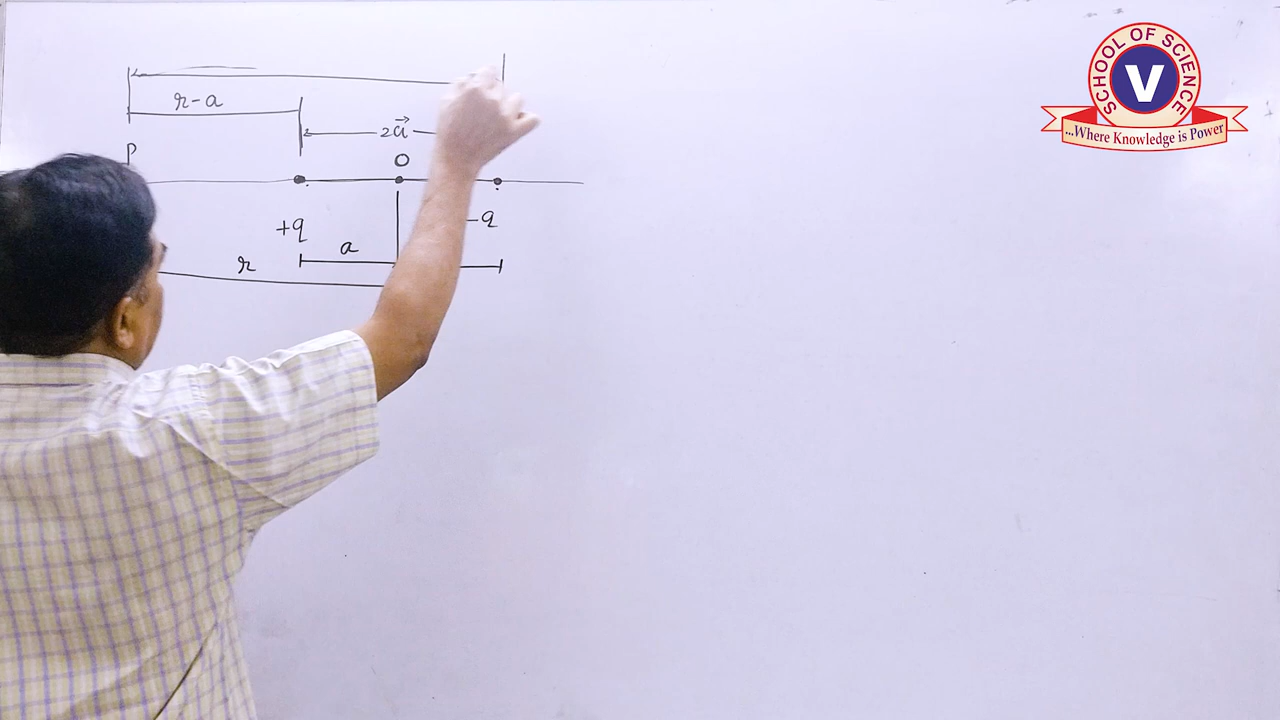 r-a
2a⃗
P
O
+q
-q
a
r
SCHOOL OF SCIENCE
V
...Where Knowledge is Power